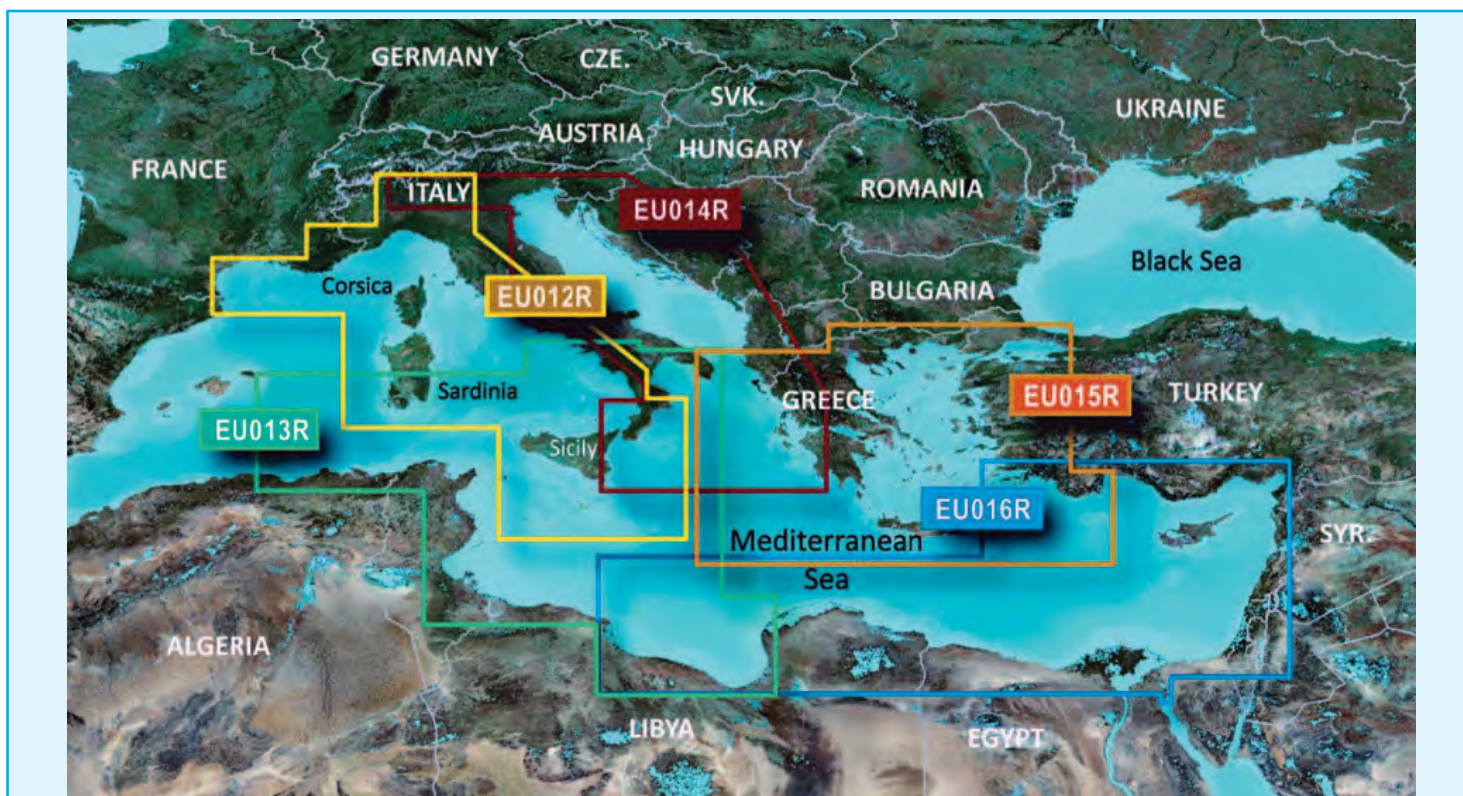 GERMANY
CZE.
SVK.
UKRAINE
AUSTRIA
HUNGARY
FRANCE
ITALY
ROMANIA
EU014R
Black Sea
Corsica
EU012R
BULGARIA
Sardinia
GREECE
EU015R
TURKEY
EU013R
Sicily
EU016R
Mediterranean
Sea
SYR.
ALGERIA
LIBYA
EGYPT